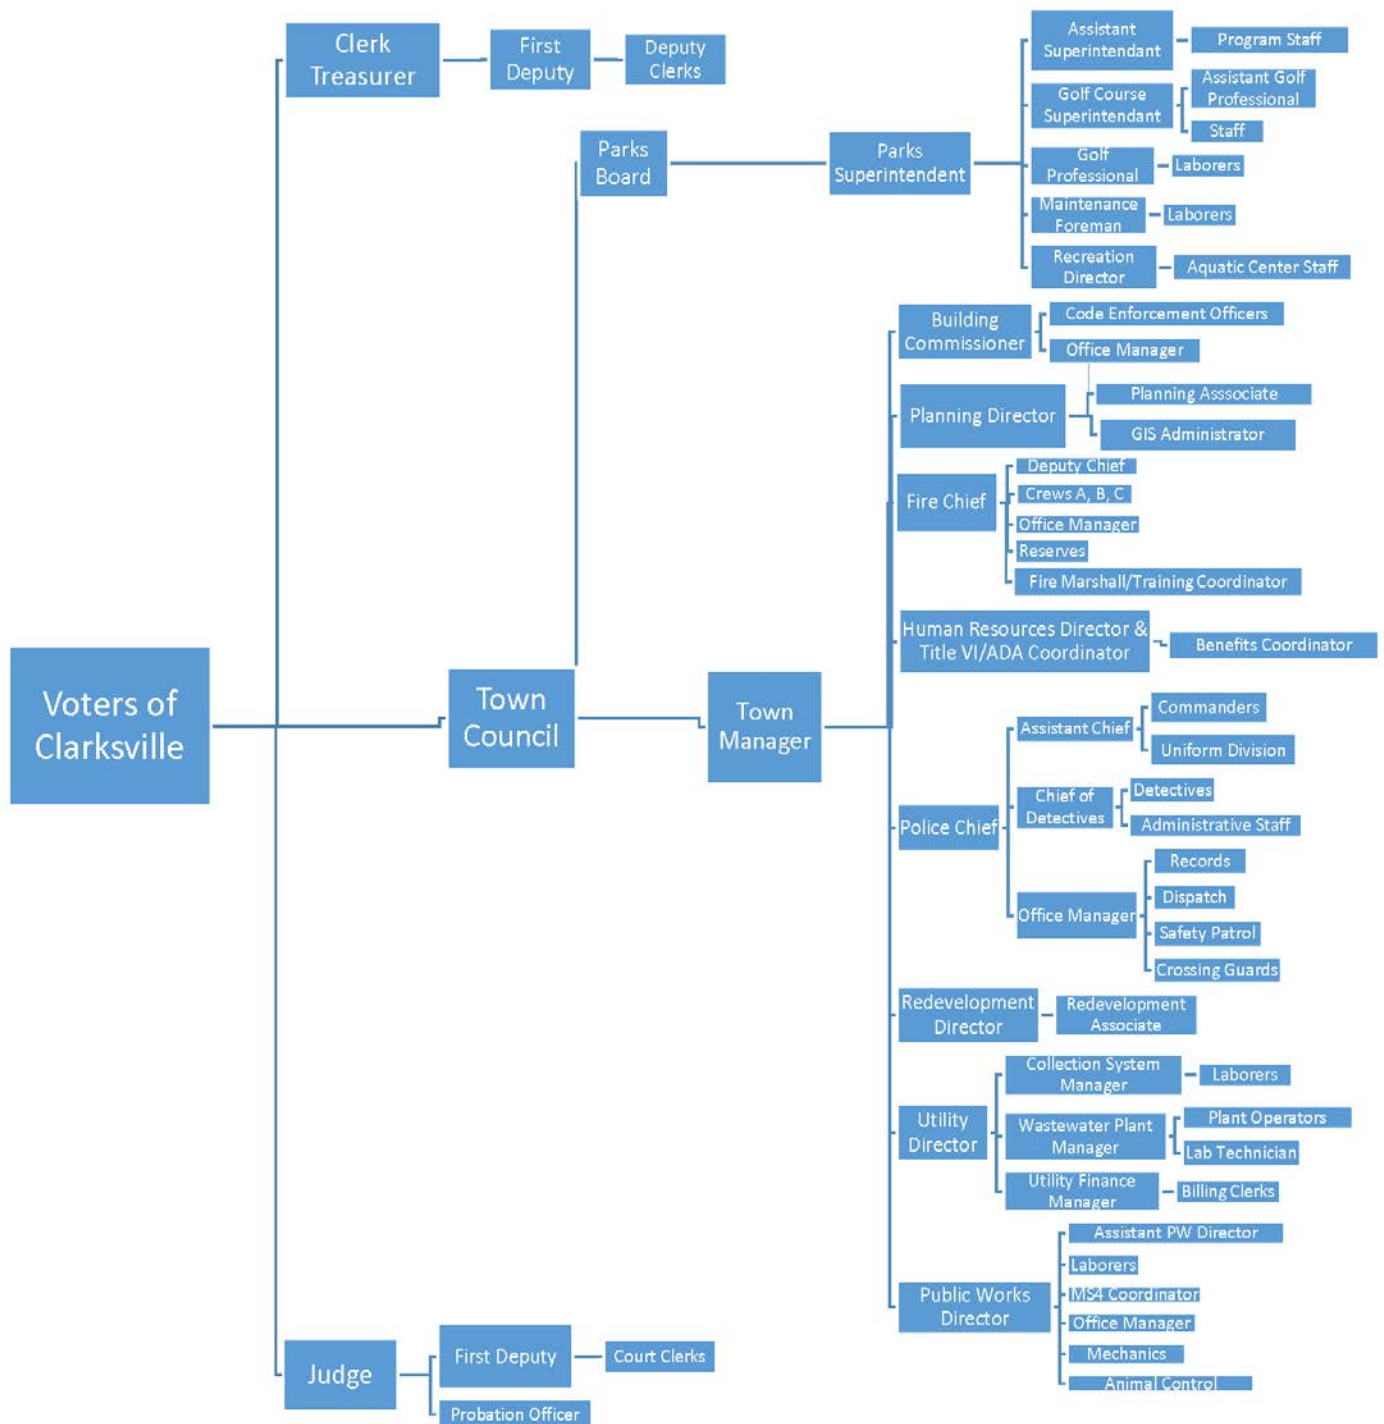 Clerk
Treasurer
First
Deputy
Deputy
Clerks
Parks
Board
Parks
Superintendent
Assistant
Superintendant
Program Staff
Golf Course
Superintendant
Assistant Golf
Professional
Staff
Golf
Professional
Laborers
Maintenance
Foreman
Laborers
Recreation
Director
Aquatic Center Staff
Voters of
Clarksville
Town
Council
Town
Manager
Building
Commissioner
Code Enforcement Officers
Office Manager
Planning Director
Planning Asssociate
GIS Administrator
Fire Chief
Deputy Chief
Crews A, B, C
Office Manager
Reserves
Fire Marshall/Training Coordinator
Human Resources Director &
Title VI/ADA Coordinator
Benefits Coordinator
Police Chief
Assistant Chief
Commanders
Uniform Division
Chief of
Detectives
Detectives
Administrative Staff
Office Manager
Records
Dispatch
Safety Patrol
Crossing Guards
Redevelopment
Director
Redevelopment
Associate
Utility
Director
Collection System
Manager
Laborers
Wastewater Plant
Manager
Plant Operators
Lab Technician
Utility Finance
Manager
Billing Clerks
Public Works
Director
Assistant PW Director
Laborers
MS4 Coordinator
Office Manager
Mechanics
Animal Control
Judge
First Deputy
Court Clerks
Probation Officer